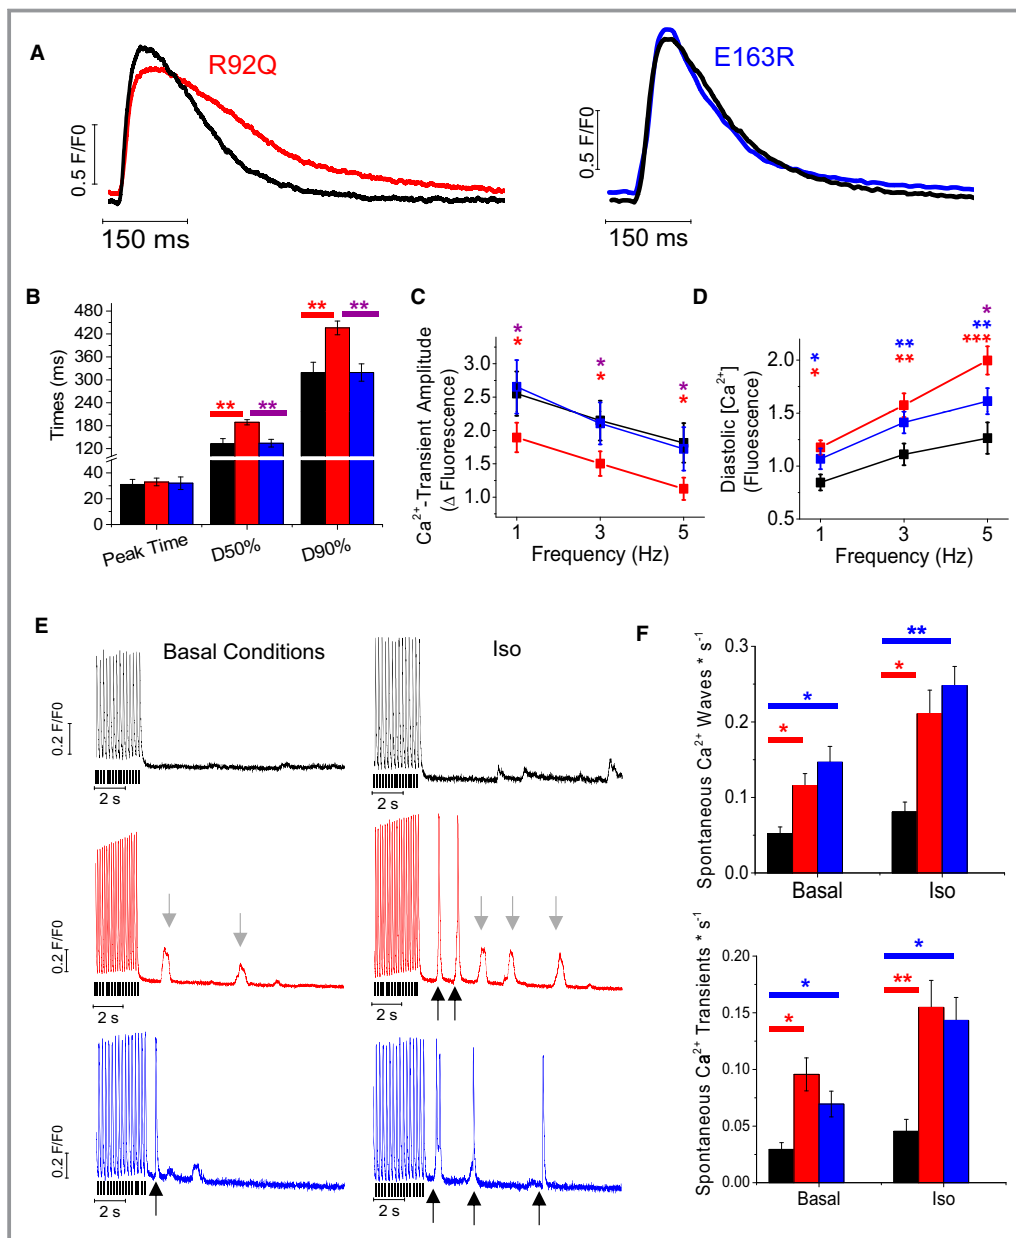 A
R92Q
E163R
0.5 F/F0
0.5 F/F0
150 ms
150 ms
B
** **
** **
Times (ms)
480
420
360
300
240
180
120
40
20
0
Peak Time
D50%
D90%
C
Ca²⁺-Transient Amplitude
(Δ Fluorescence)
*
*
*
*
*
*
2.5
2.0
1.5
1.0
1 3 5
Frequency (Hz)
D
Diastolic [Ca²⁺]
(Fluoescence)
*
*
**
**
*
**
***
2.0
1.5
1.0
0.5
1 3 5
Frequency (Hz)
E
Basal Conditions
Iso
0.2 F/F0
2 s
2 s
0.2 F/F0
2 s
2 s
0.2 F/F0
2 s
2 s
F
Spontaneous Ca²⁺ Waves * s⁻¹
0.3
0.2
0.1
0.0
*
*
*
**
Basal
Iso
Spontaneous Ca²⁺ Transients * s⁻¹
0.20
0.15
0.10
0.05
0.00
*
*
**
*
Basal
Iso